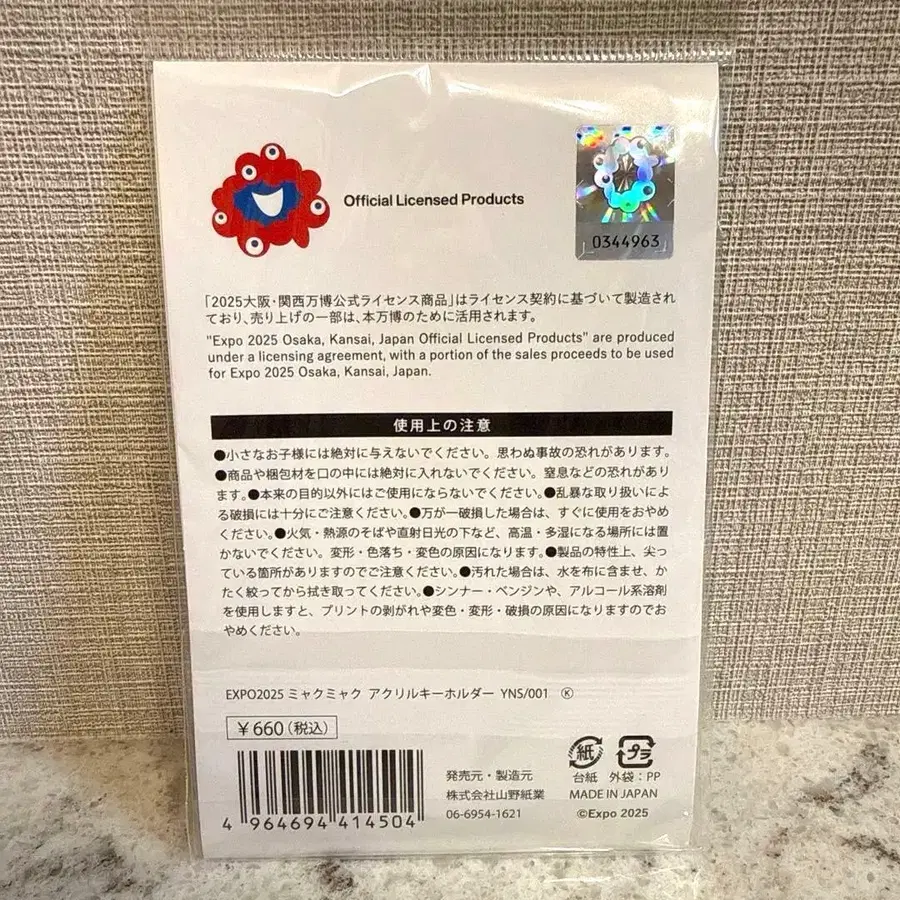 Official Licensed Products
0344963
「2025大阪・関西万博公式ライセンス商品」はライセンス契約に基づいて製造され
ており、売り上げの一部は、本万博のために活用されます。
"Expo 2025 Osaka, Kansai, Japan Official Licensed Products" are produced
under a licensing agreement, with a portion of the sales proceeds to be used
for Expo 2025 Osaka, Kansai, Japan.
使用上の注意
●小さなお子様には絶対に与えないでください。思わぬ事故の恐れがあります。
●商品や梱包材を口の中には絶対に入れないでください。窒息などの恐れがあり
ます。●本来の目的以外にはご使用にならないでください。●乱暴な取り扱いによ
る破損には十分にご注意ください。●万が一破損した場合は、すぐに使用をおやめ
ください。●火気・熱源のそばや直射日光の下など、高温・多湿になる場所には置
かないでください。変形・色落ち・変色の原因になります。●製品の特性上、尖っ
ている箇所がありますのでご注意ください。●汚れた場合は、水を布に含ませ、か
たく絞ってから拭き取ってください。●シンナー・ベンジンや、アルコール系溶剤
を使用しますと、プリントの剥がれや変色・変形・破損の原因になりますのでお
やめください。
EXPO2025 ミャクミャク アクリルキーホルダー YNS/001 Ⓚ
￥660(税込)
4 964694 414504
発売元・製造元
株式会社山野紙業
06-6954-1621
紙 プラ
台紙 外袋：PP
MADE IN JAPAN
©Expo 2025